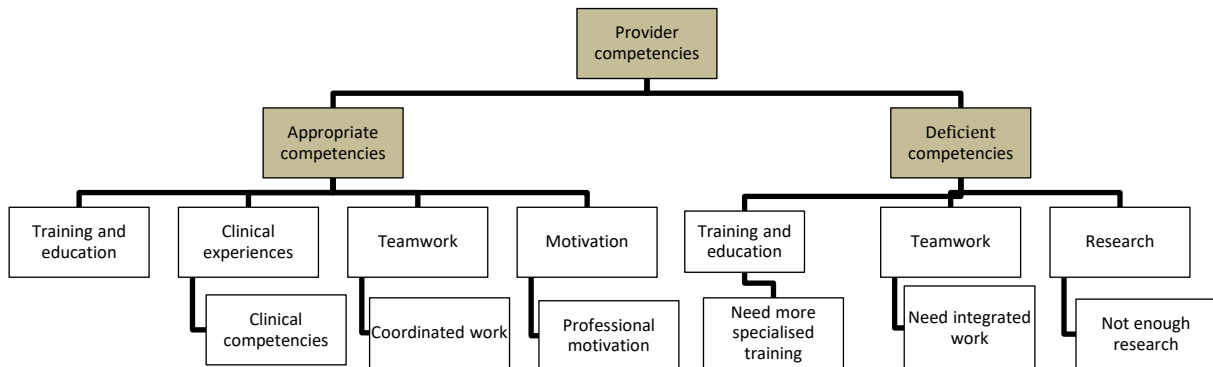 Provider
competencies
Appropriate
competencies
Deficient
competencies
Training and
education
Clinical
experiences
Teamwork
Motivation
Training and
education
Teamwork
Research
Clinical
competencies
Coordinated work
Professional
motivation
Need more
specialised
training
Need integrated
work
Not enough
research